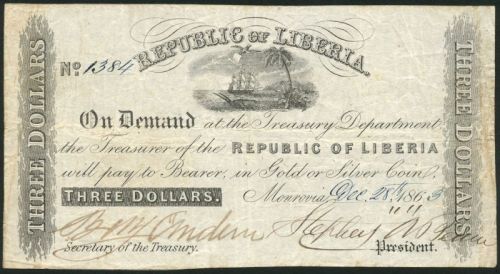 REPUBLIC OF LIBERIA.
No. 1384
THREE DOLLARS
THREE DOLLARS
On Demand at the Treasury Department
the Treasurer of the REPUBLIC OF LIBERIA
will pay to Bearer, in Gold or Silver Coin,
THREE DOLLARS. Monrovia, Dec. 28th 1863
Stephen
Secretary of the Treasury. President.